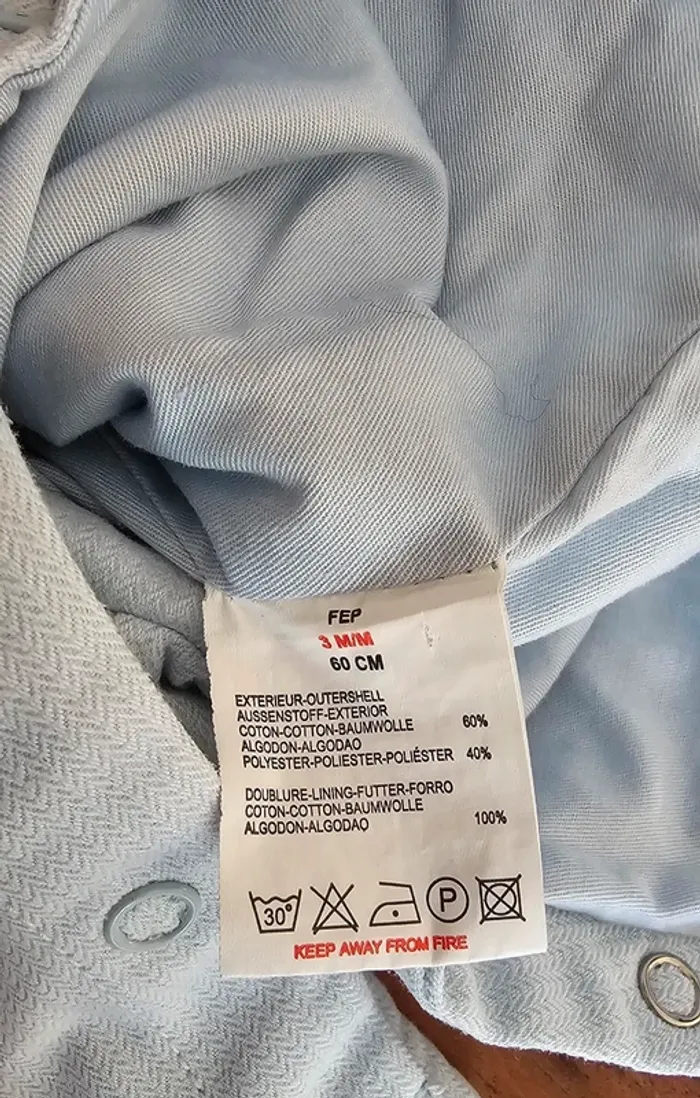 FEP
3 M/M
60 CM
EXTERIEUR-OUTERSHELL
AUSSENSTOFF-EXTERIOR
COTON-COTTON-BAUMWOLLE 60%
ALGODON-ALGODAO
POLYESTER-POLIESTER-POLIÉSTER 40%
DOUBLURE-LINING-FUTTER-FORRO
COTON-COTTON-BAUMWOLLE
ALGODON-ALGODAO 100%
30° P
KEEP AWAY FROM FIRE